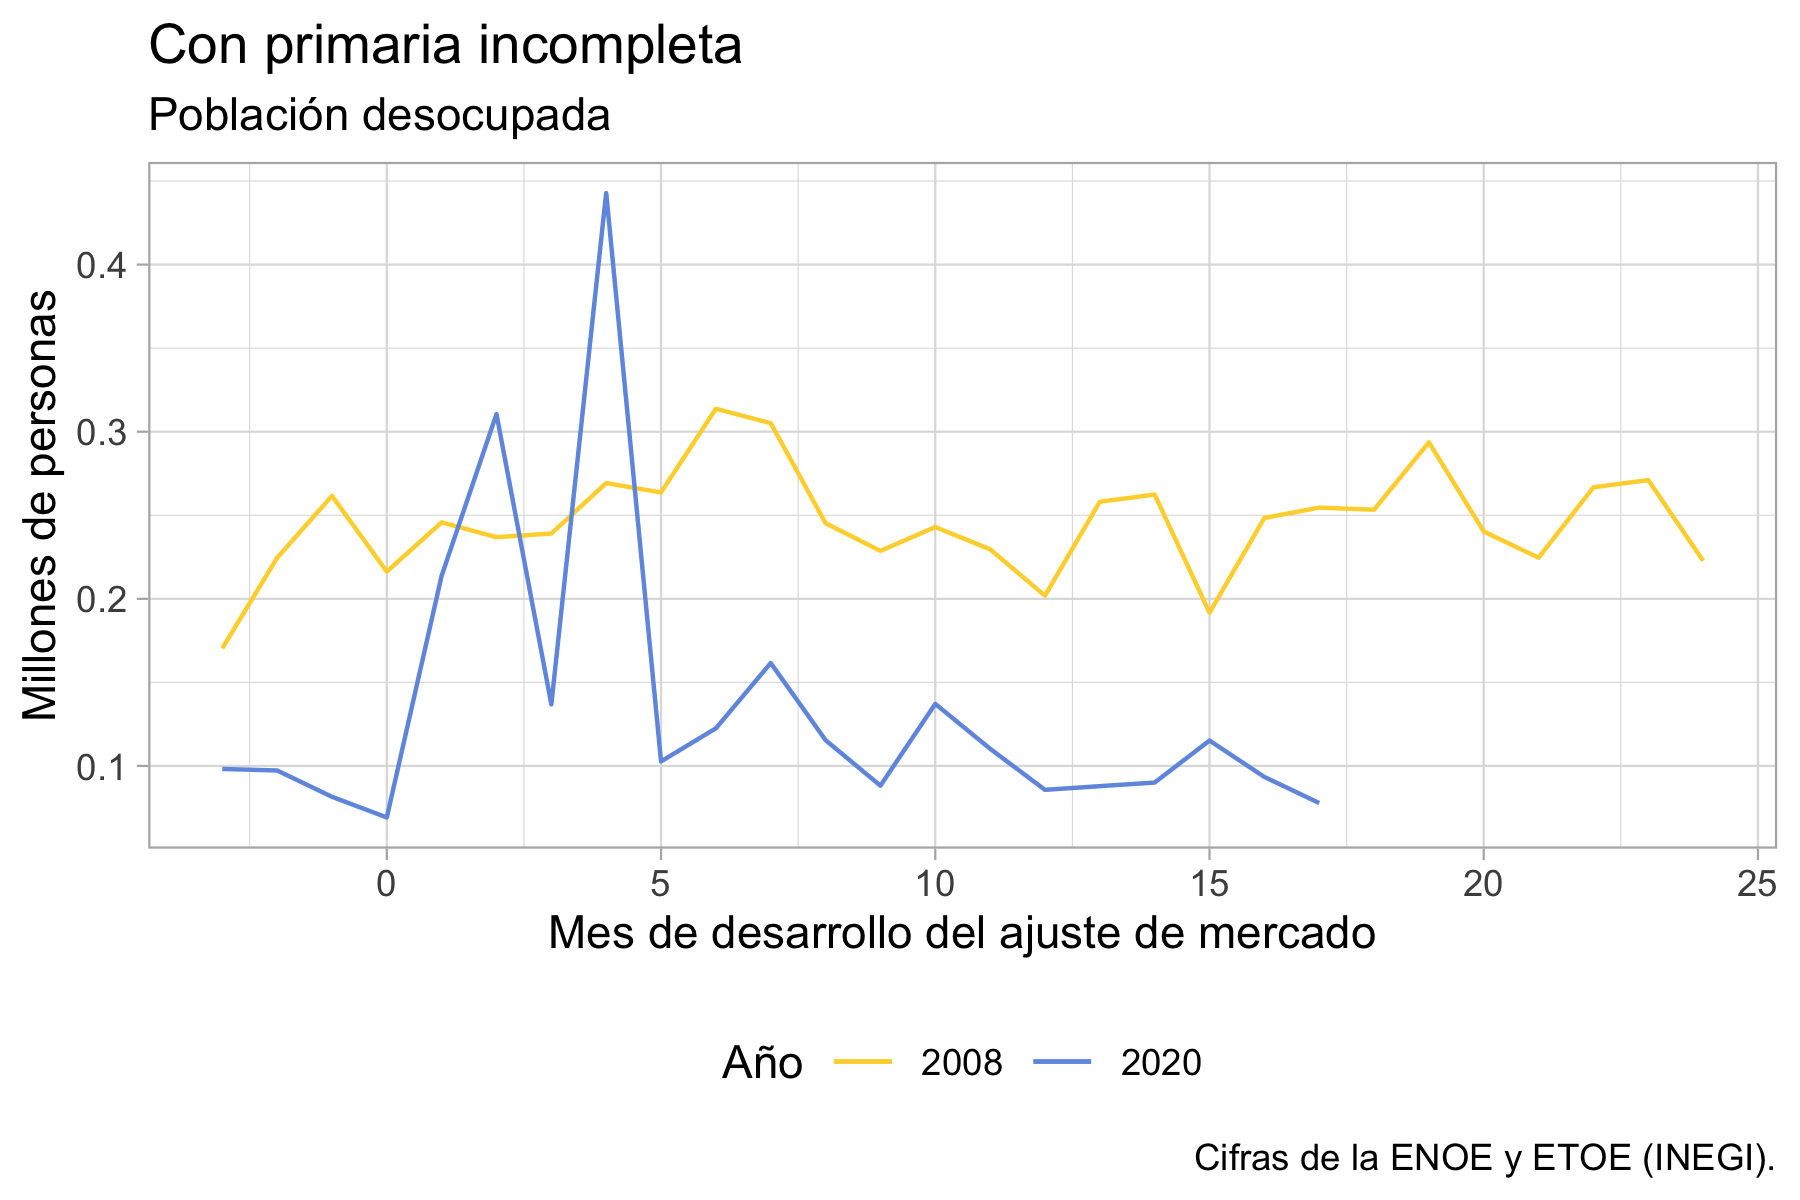 Con primaria incompleta
Población desocupada
Millones de personas
0.4
0.3
0.2
0.1
0 5 10 15 20 25
Mes de desarrollo del ajuste de mercado
Año 2008 2020
Cifras de la ENOE y ETOE (INEGI).